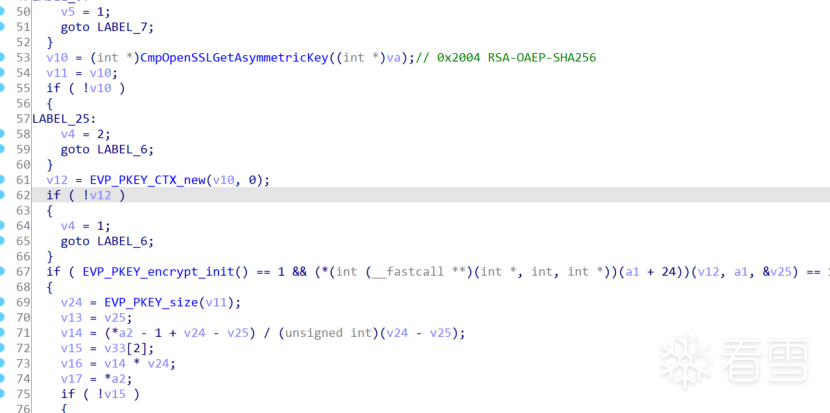 50 v5 = 1;
51 goto LABEL_7;
52 }
53 v10 = (int *)CmpOpenSSLGetAsymmetricKey((int *)va);// 0x2004 RSA-OAEP-SHA256
54 v11 = v10;
55 if ( !v10 )
56 {
57 LABEL_25:
58 v4 = 2;
59 goto LABEL_6;
60 }
61 v12 = EVP_PKEY_CTX_new(v10, 0);
62 if ( !v12 )
63 {
64 v4 = 1;
65 goto LABEL_6;
66 }
67 if ( EVP_PKEY_encrypt_init() == 1 && (*(int (__fastcall **)(int *, int, int *))(a1 + 24))(v12, a1, &v25) ==
68 {
69 v24 = EVP_PKEY_size(v11);
70 v13 = v25;
71 v14 = (*a2 - 1 + v24 - v25) / (unsigned int)(v24 - v25);
72 v15 = v33[2];
73 v16 = v14 * v24;
74 v17 = *a2;
75 if ( !v15 )
76 {
看雪